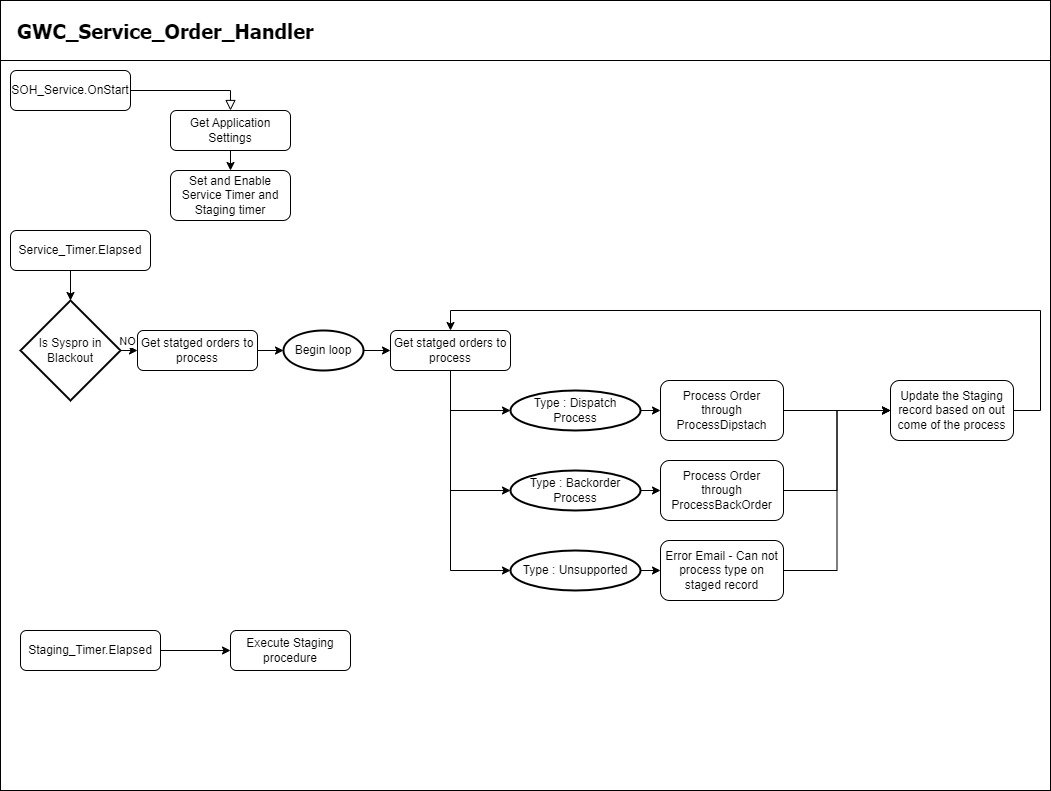 GWC_Service_Order_Handler
SOH_Service.OnStart
Get Application
Settings
Set and Enable
Service Timer and
Staging timer
Service_Timer.Elapsed
Is Syspro in
Blackout
NO
Get statged orders to
process
Begin loop
Get statged orders to
process
Type : Dispatch
Process
Process Order
through
ProcessDipstach
Update the Staging
record based on out
come of the process
Type : Backorder
Process
Process Order
through
ProcessBackOrder
Type : Unsupported
Error Email - Can not
process type on
staged record
Staging_Timer.Elapsed
Execute Staging
procedure